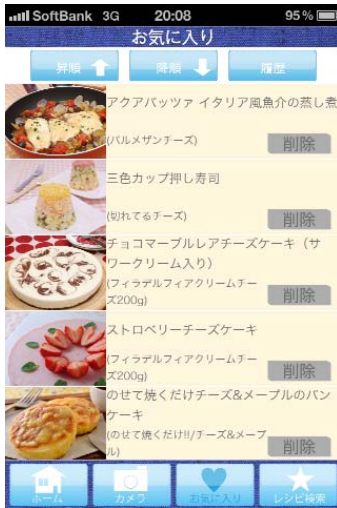 SoftBank 3G 20:08 95%
お気に入り
昇順 降順 履歴
アクアパッツァ イタリア風魚介の蒸し煮
(パルメザンチーズ)
削除
三色カップ押し寿司
(切れてるチーズ)
削除
チョコマーブルレアチーズケーキ（サ
ワークリーム入り）
(フィラデルフィアクリームチー
ズ200g)
削除
ストロベリーチーズケーキ
(フィラデルフィアクリームチー
ズ200g)
削除
のせて焼くだけチーズ&メープルのパン
ケーキ
(のせて焼くだけ!!/チーズ&メープ
ル)
削除
ホーム カメラ お気に入り レシピ検索